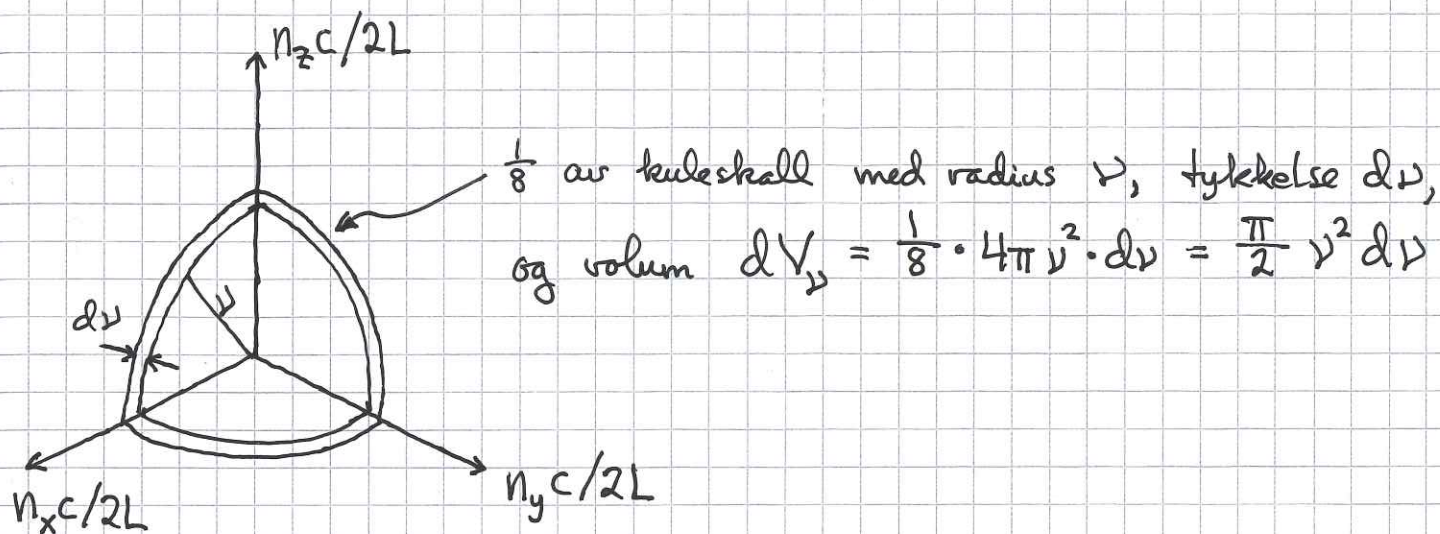 n_z c/2L
1/8 av kuleskall med radius ν, tykkelse dν,
og volum dV_ν = 1/8 · 4πν² · dν = π/2 ν² dν
dν
ν
n_y c/2L
n_x c/2L